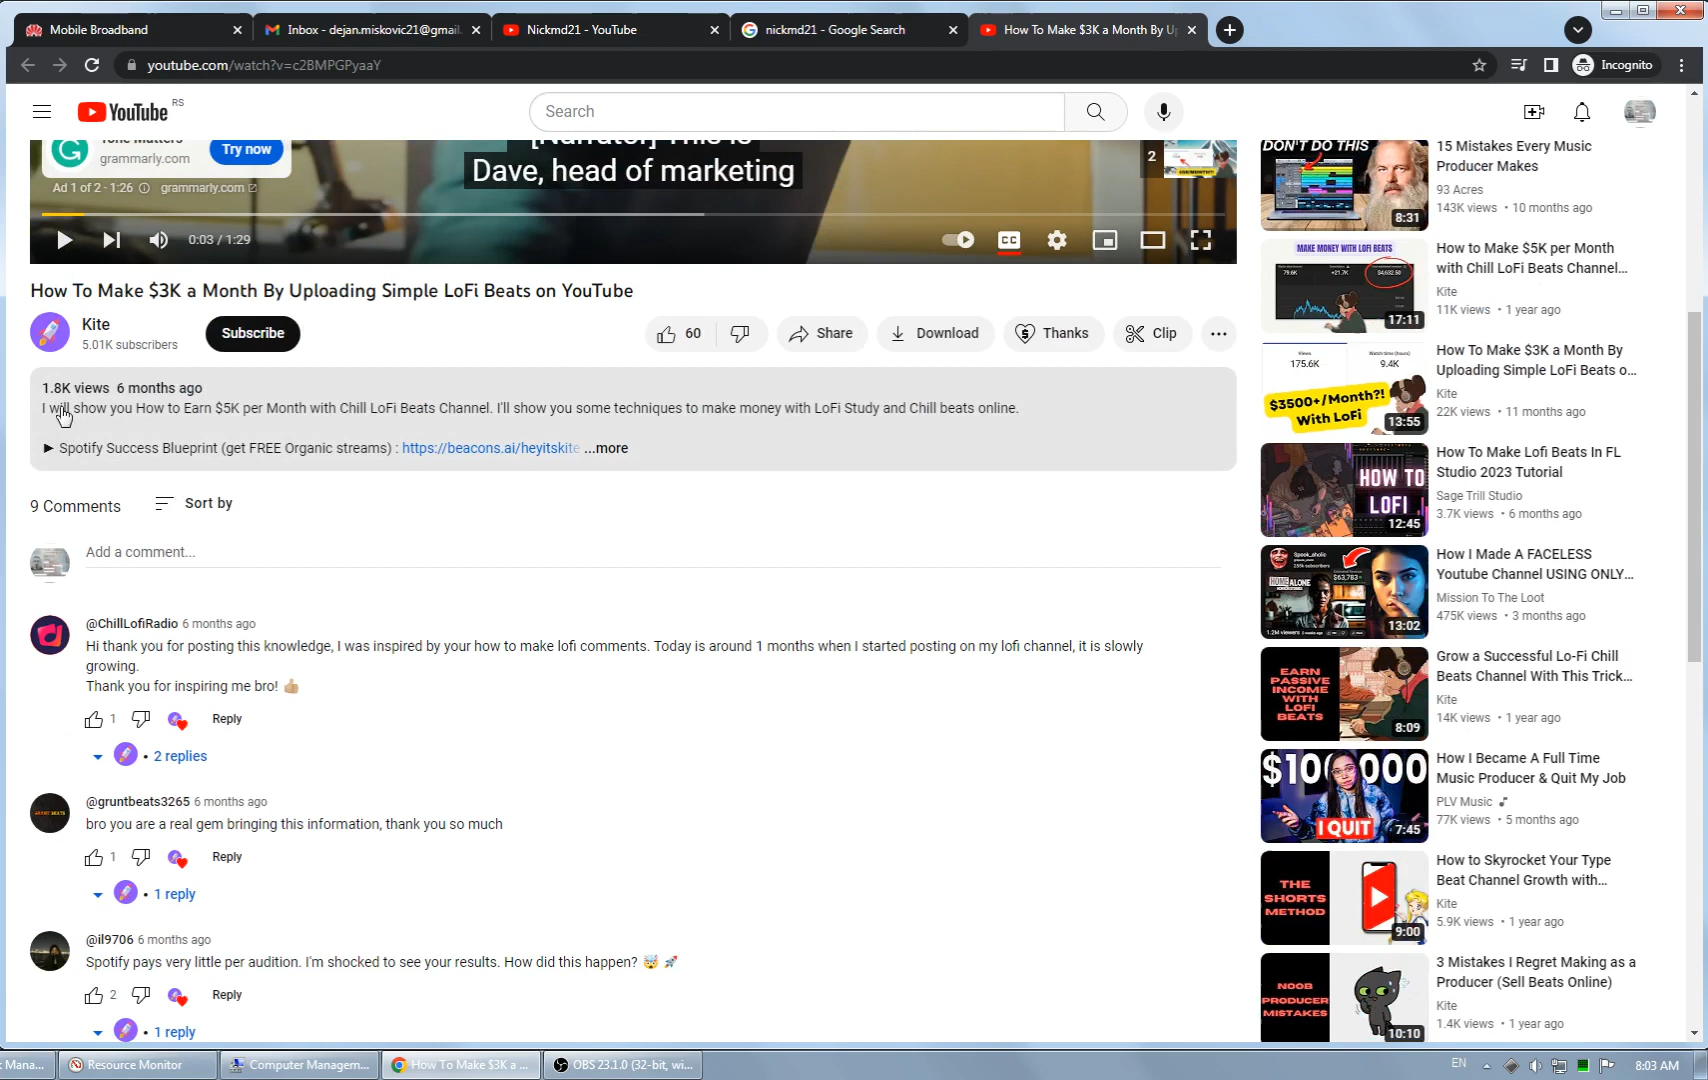 Mobile Broadband
Inbox - dejan.miskovic21@gmail.
Nickmd21 - YouTube
nickmd21 - Google Search
How To Make $3K a Month By U
youtube.com/watch?v=c2BMPGPyaaY
Incognito
YouTube RS
Search
grammarly.com
Try now
Ad 1 of 2 · 1:26
grammarly.com
[Narrator] This is
Dave, head of marketing
2
0:03 / 1:29
CC
How To Make $3K a Month By Uploading Simple LoFi Beats on YouTube
Kite
5.01K subscribers
Subscribe
60
Share
Download
Thanks
Clip
1.8K views 6 months ago
I will show you How to Earn $5K per Month with Chill LoFi Beats Channel. I'll show you some techniques to make money with LoFi Study and Chill beats online.
► Spotify Success Blueprint (get FREE Organic streams) : https://beacons.ai/heyitskite ...more
9 Comments
Sort by
Add a comment...
@ChillLofiRadio 6 months ago
Hi thank you for posting this knowledge, I was inspired by your how to make lofi comments. Today is around 1 months when I started posting on my lofi channel, it is slowly
growing.
Thank you for inspiring me bro! 👍🏼
1
Reply
• 2 replies
@gruntbeats3265 6 months ago
bro you are a real gem bringing this information, thank you so much
1
Reply
• 1 reply
@il9706 6 months ago
Spotify pays very little per audition. I'm shocked to see your results. How did this happen? 🤯 🚀
2
Reply
• 1 reply
DON'T DO THIS
8:31
15 Mistakes Every Music
Producer Makes
93 Acres
143K views • 10 months ago
MAKE MONEY WITH LOFI BEATS
17:11
How to Make $5K per Month
with Chill LoFi Beats Channel...
Kite
11K views • 1 year ago
Views
175.6K
Watch time (hours)
9.4K
$3500+/Month?!
With LoFi
13:55
How To Make $3K a Month By
Uploading Simple LoFi Beats o...
Kite
22K views • 11 months ago
HOW TO
LOFI
12:45
How To Make Lofi Beats In FL
Studio 2023 Tutorial
Sage Trill Studio
3.7K views • 6 months ago
HOME ALONE
$63,783
13:02
How I Made A FACELESS
Youtube Channel USING ONLY...
Mission To The Loot
475K views • 3 months ago
EARN
PASSIVE
INCOME
WITH
LOFI
BEATS
8:09
Grow a Successful Lo-Fi Chill
Beats Channel With This Trick...
Kite
14K views • 1 year ago
I QUIT
7:45
How I Became A Full Time
Music Producer & Quit My Job
PLV Music
77K views • 5 months ago
THE
SHORTS
METHOD
9:00
How to Skyrocket Your Type
Beat Channel Growth with...
Kite
5.9K views • 1 year ago
NOOB
PRODUCER
MISTAKES
10:10
3 Mistakes I Regret Making as a
Producer (Sell Beats Online)
Kite
1.4K views • 1 year ago
Mana...
Resource Monitor
Computer Managem...
How To Make $3K a ...
OBS 23.1.0 (32-bit, wi...
EN
8:03 AM